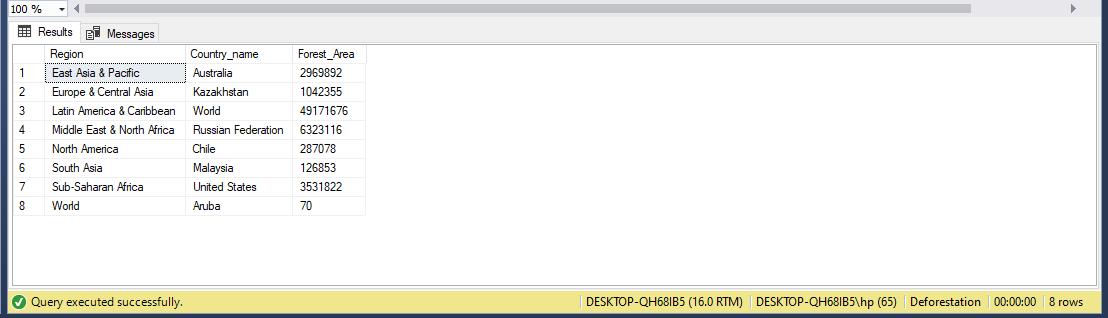 100 %
Results Messages
Region Country_name Forest_Area
1 East Asia & Pacific Australia 2969892
2 Europe & Central Asia Kazakhstan 1042355
3 Latin America & Caribbean World 49171676
4 Middle East & North Africa Russian Federation 6323116
5 North America Chile 287078
6 South Asia Malaysia 126853
7 Sub-Saharan Africa United States 3531822
8 World Aruba 70
Query executed successfully. DESKTOP-QH68IB5 (16.0 RTM) DESKTOP-QH68IB5\hp (65) Deforestation 00:00:00 8 rows